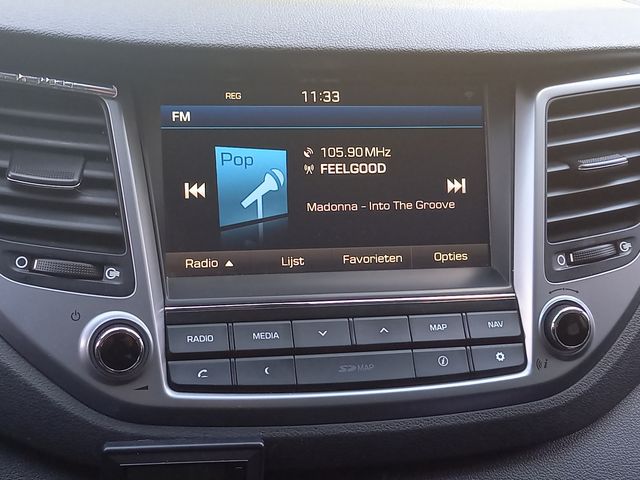 REG 11:33
FM
Pop
105.90 MHz
FEELGOOD
Madonna - Into The Groove
Radio ▲ Lijst Favorieten Opties
RADIO MEDIA MAP NAV
SD MAP